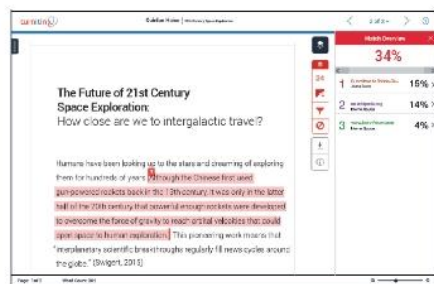 turnitin
2 of 3
Match Overview
34%
The Future of 21st Century
Space Exploration:
How close are we to intergalactic travel?
34
1
15%
2
14%
3
4%
Humans have been looking up to the stars and dreaming of exploring
them for hundreds of years. Although the Chinese first used
gun-powered rockets back in the 13th century, it was only in the latter
half of the 20th century that powerful enough rockets were developed
to overcome the force of gravity to reach orbital velocities that could
open space to human exploration. This pioneering work means that
"interplanetary scientific breakthroughs regularly fill news cycles around
the globe." (Swigert, 2015)